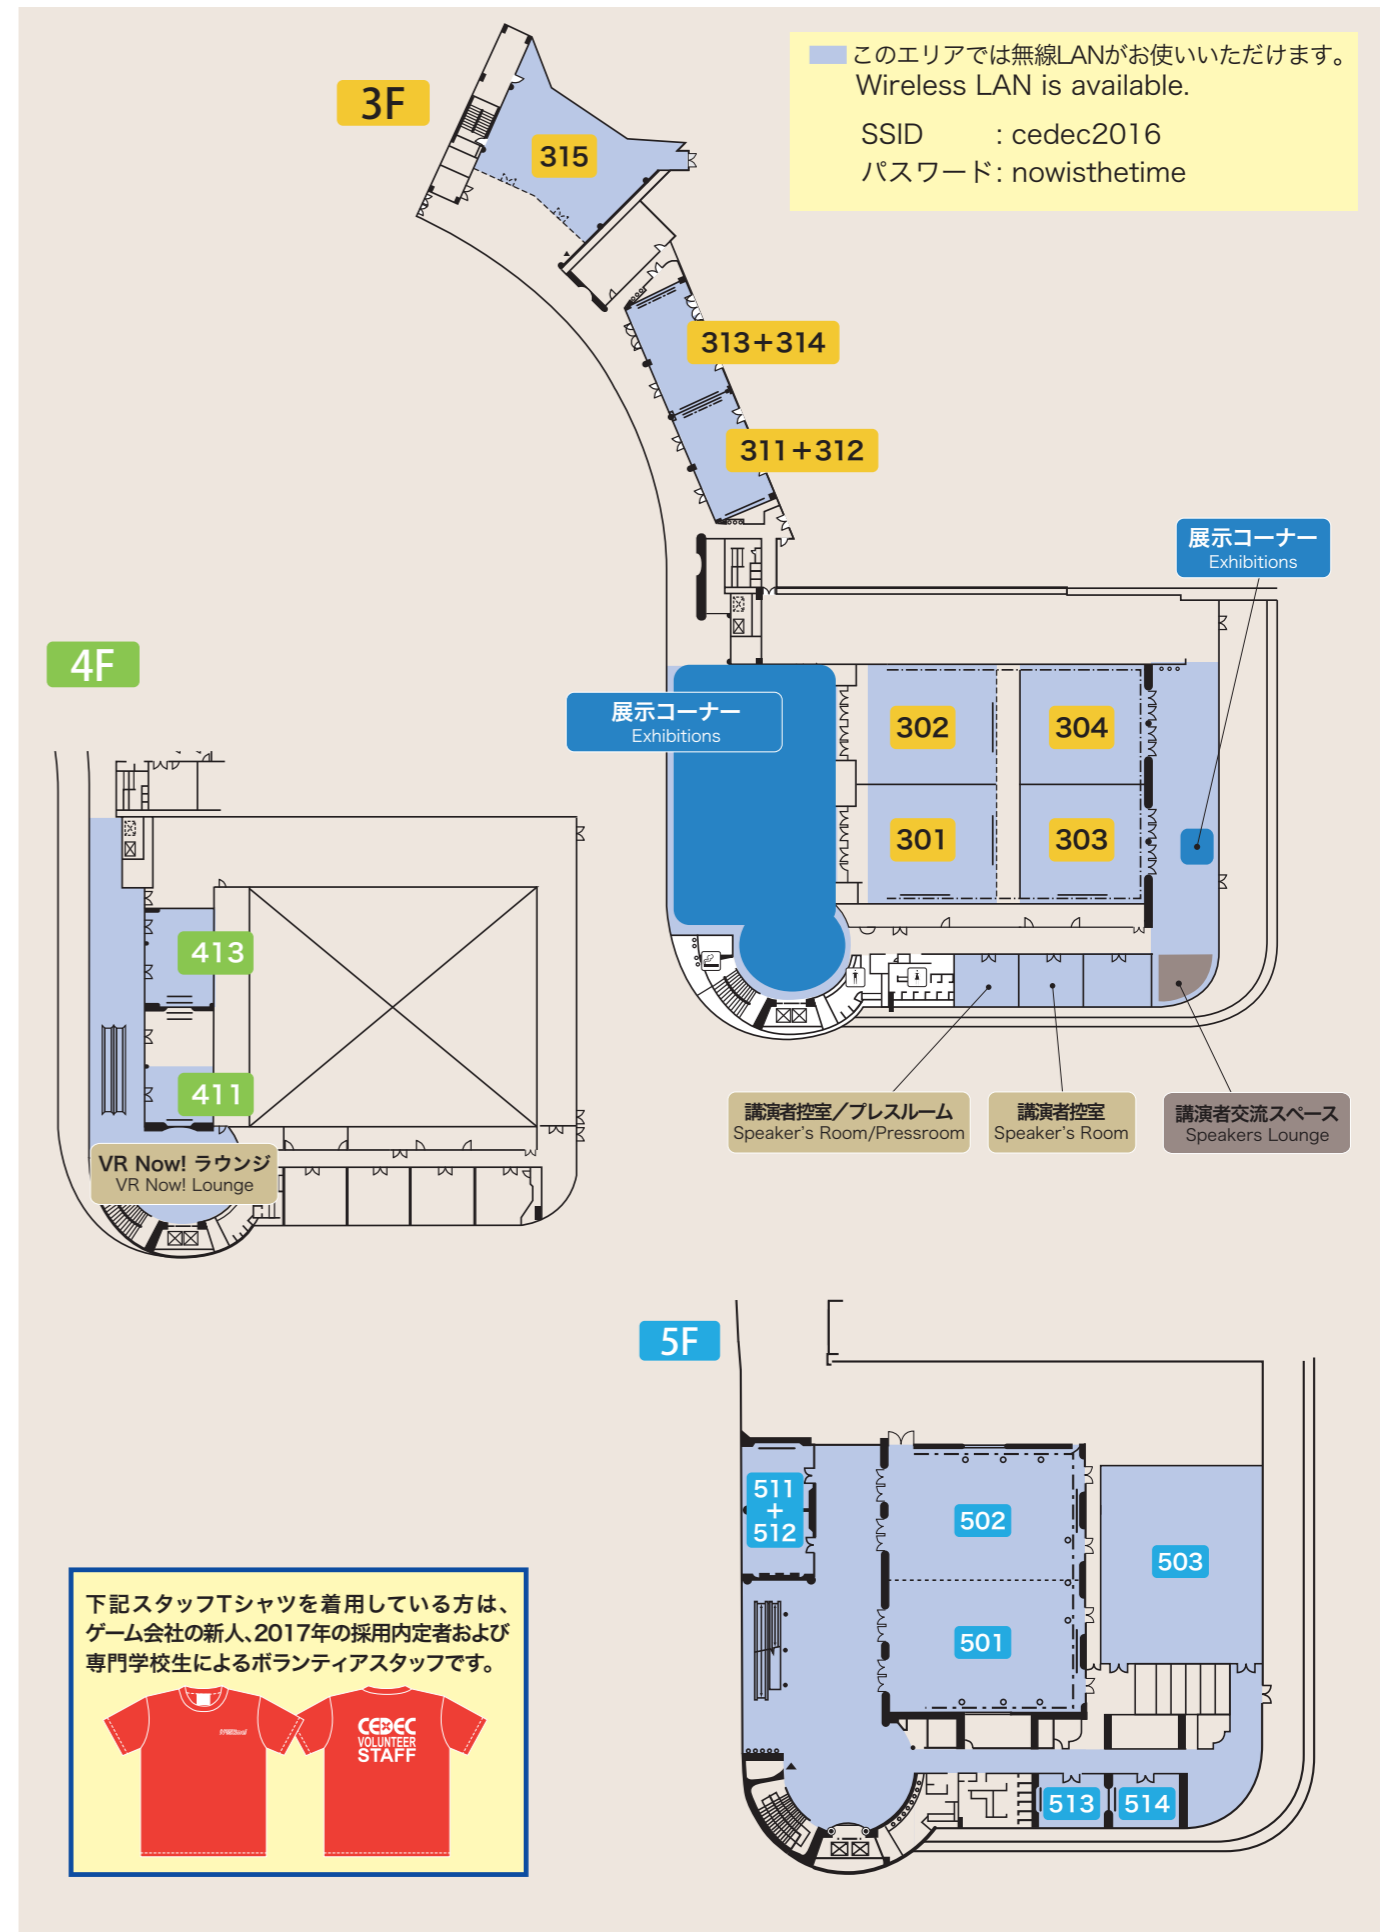 このエリアでは無線LANがお使いいただけます。
Wireless LAN is available.
SSID : cedec2016
パスワード: nowisthetime
3F
315
313+314
311+312
展示コーナー
Exhibitions
展示コーナー
Exhibitions
302
304
301
303
講演者控室／プレスルーム
Speaker's Room/Pressroom
講演者控室
Speaker's Room
講演者交流スペース
Speakers Lounge
4F
413
411
VR Now! ラウンジ
VR Now! Lounge
5F
511
+
512
502
503
501
513
514
下記スタッフTシャツを着用している方は、
ゲーム会社の新人、2017年の採用内定者および
専門学校生によるボランティアスタッフです。
CEDEC
VOLUNTEER
STAFF